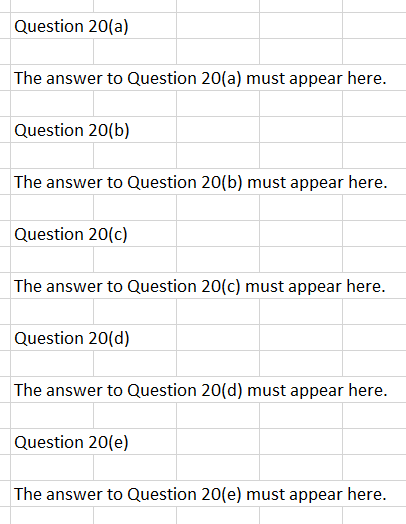 Question 20(a)
The answer to Question 20(a) must appear here.
Question 20(b)
The answer to Question 20(b) must appear here.
Question 20(c)
The answer to Question 20(c) must appear here.
Question 20(d)
The answer to Question 20(d) must appear here.
Question 20(e)
The answer to Question 20(e) must appear here.